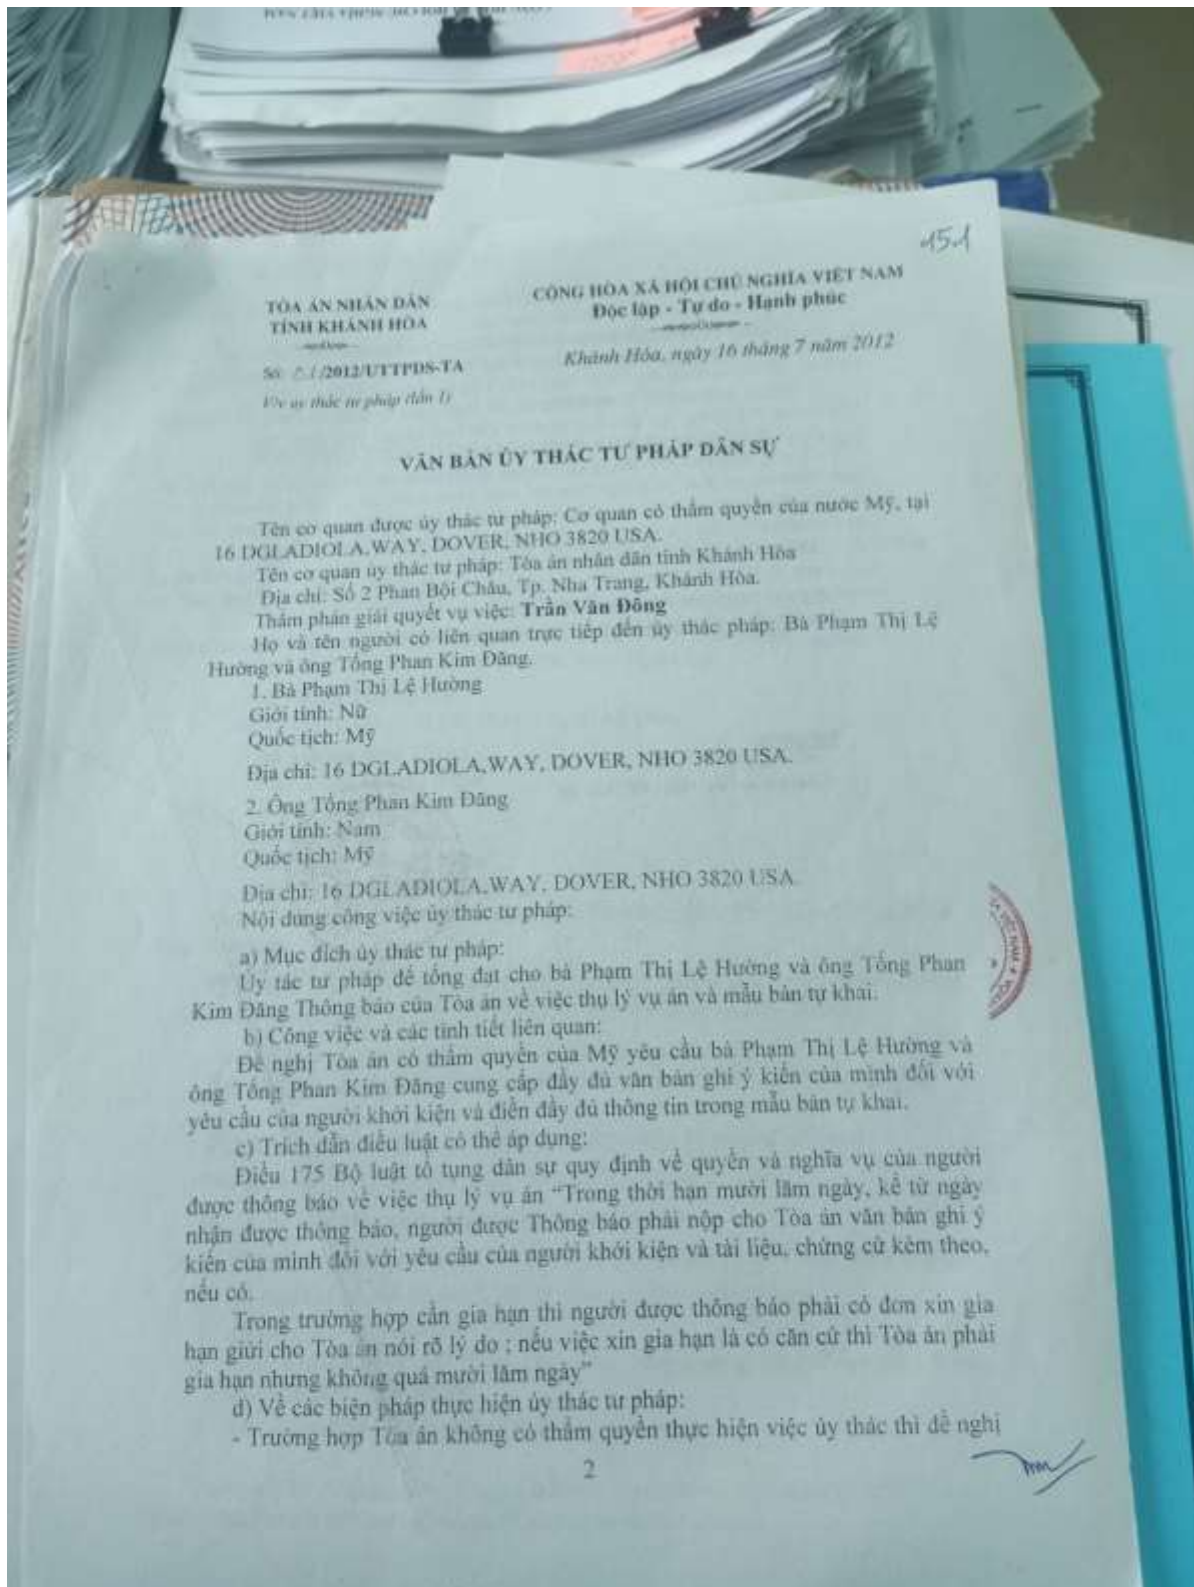 151
TÒA ÁN NHÂN DÂN
TỈNH KHÁNH HÒA
CỘNG HÒA XÃ HỘI CHỦ NGHĨA VIỆT NAM
Độc lập - Tự do - Hạnh phúc
Số: /2012/UTTPDS-TA
V/v ủy thác tư pháp (lần 1)
Khánh Hòa, ngày 16 tháng 7 năm 2012
VĂN BẢN ỦY THÁC TƯ PHÁP DÂN SỰ
Tên cơ quan được ủy thác tư pháp: Cơ quan có thẩm quyền của nước Mỹ, tại
16 DGLADIOLA,WAY, DOVER, NHO 3820 USA.
Tên cơ quan ủy thác tư pháp: Tòa án nhân dân tỉnh Khánh Hòa
Địa chỉ: Số 2 Phan Bội Châu, Tp. Nha Trang, Khánh Hòa.
Thẩm phán giải quyết vụ việc: Trần Văn Đông
Họ và tên người có liên quan trực tiếp đến ủy thác pháp: Bà Phạm Thị Lệ
Hường và ông Tống Phan Kim Đăng.
1. Bà Phạm Thị Lệ Hường
Giới tính: Nữ
Quốc tịch: Mỹ
Địa chỉ: 16 DGLADIOLA,WAY, DOVER, NHO 3820 USA.
2. Ông Tống Phan Kim Đăng
Giới tính: Nam
Quốc tịch: Mỹ
Địa chỉ: 16 DGLADIOLA,WAY, DOVER, NHO 3820 USA.
Nội dung công việc ủy thác tư pháp:
a) Mục đích ủy thác tư pháp:
Ủy tác tư pháp để tống đạt cho bà Phạm Thị Lệ Hường và ông Tống Phan
Kim Đăng Thông báo của Tòa án về việc thụ lý vụ án và mẫu bản tự khai.
b) Công việc và các tình tiết liên quan:
Đề nghị Tòa án có thẩm quyền của Mỹ yêu cầu bà Phạm Thị Lệ Hường và
ông Tống Phan Kim Đăng cung cấp đầy đủ văn bản ghi ý kiến của mình đối với
yêu cầu của người khởi kiện và điền đầy đủ thông tin trong mẫu bản tự khai.
c) Trích dẫn điều luật có thể áp dụng:
Điều 175 Bộ luật tố tụng dân sự quy định về quyền và nghĩa vụ của người
được thông báo về việc thụ lý vụ án “Trong thời hạn mười lăm ngày, kể từ ngày
nhận được thông báo, người được Thông báo phải nộp cho Tòa án văn bản ghi ý
kiến của mình đối với yêu cầu của người khởi kiện và tài liệu, chứng cứ kèm theo,
nếu có.
Trong trường hợp cần gia hạn thì người được thông báo phải có đơn xin gia
hạn giửi cho Tòa án nói rõ lý do ; nếu việc xin gia hạn là có căn cứ thì Tòa án phải
gia hạn nhưng không quá mười lăm ngày”
d) Về các biện pháp thực hiện ủy thác tư pháp:
- Trường hợp Tòa án không có thẩm quyền thực hiện việc ủy thác thì đề nghị
2